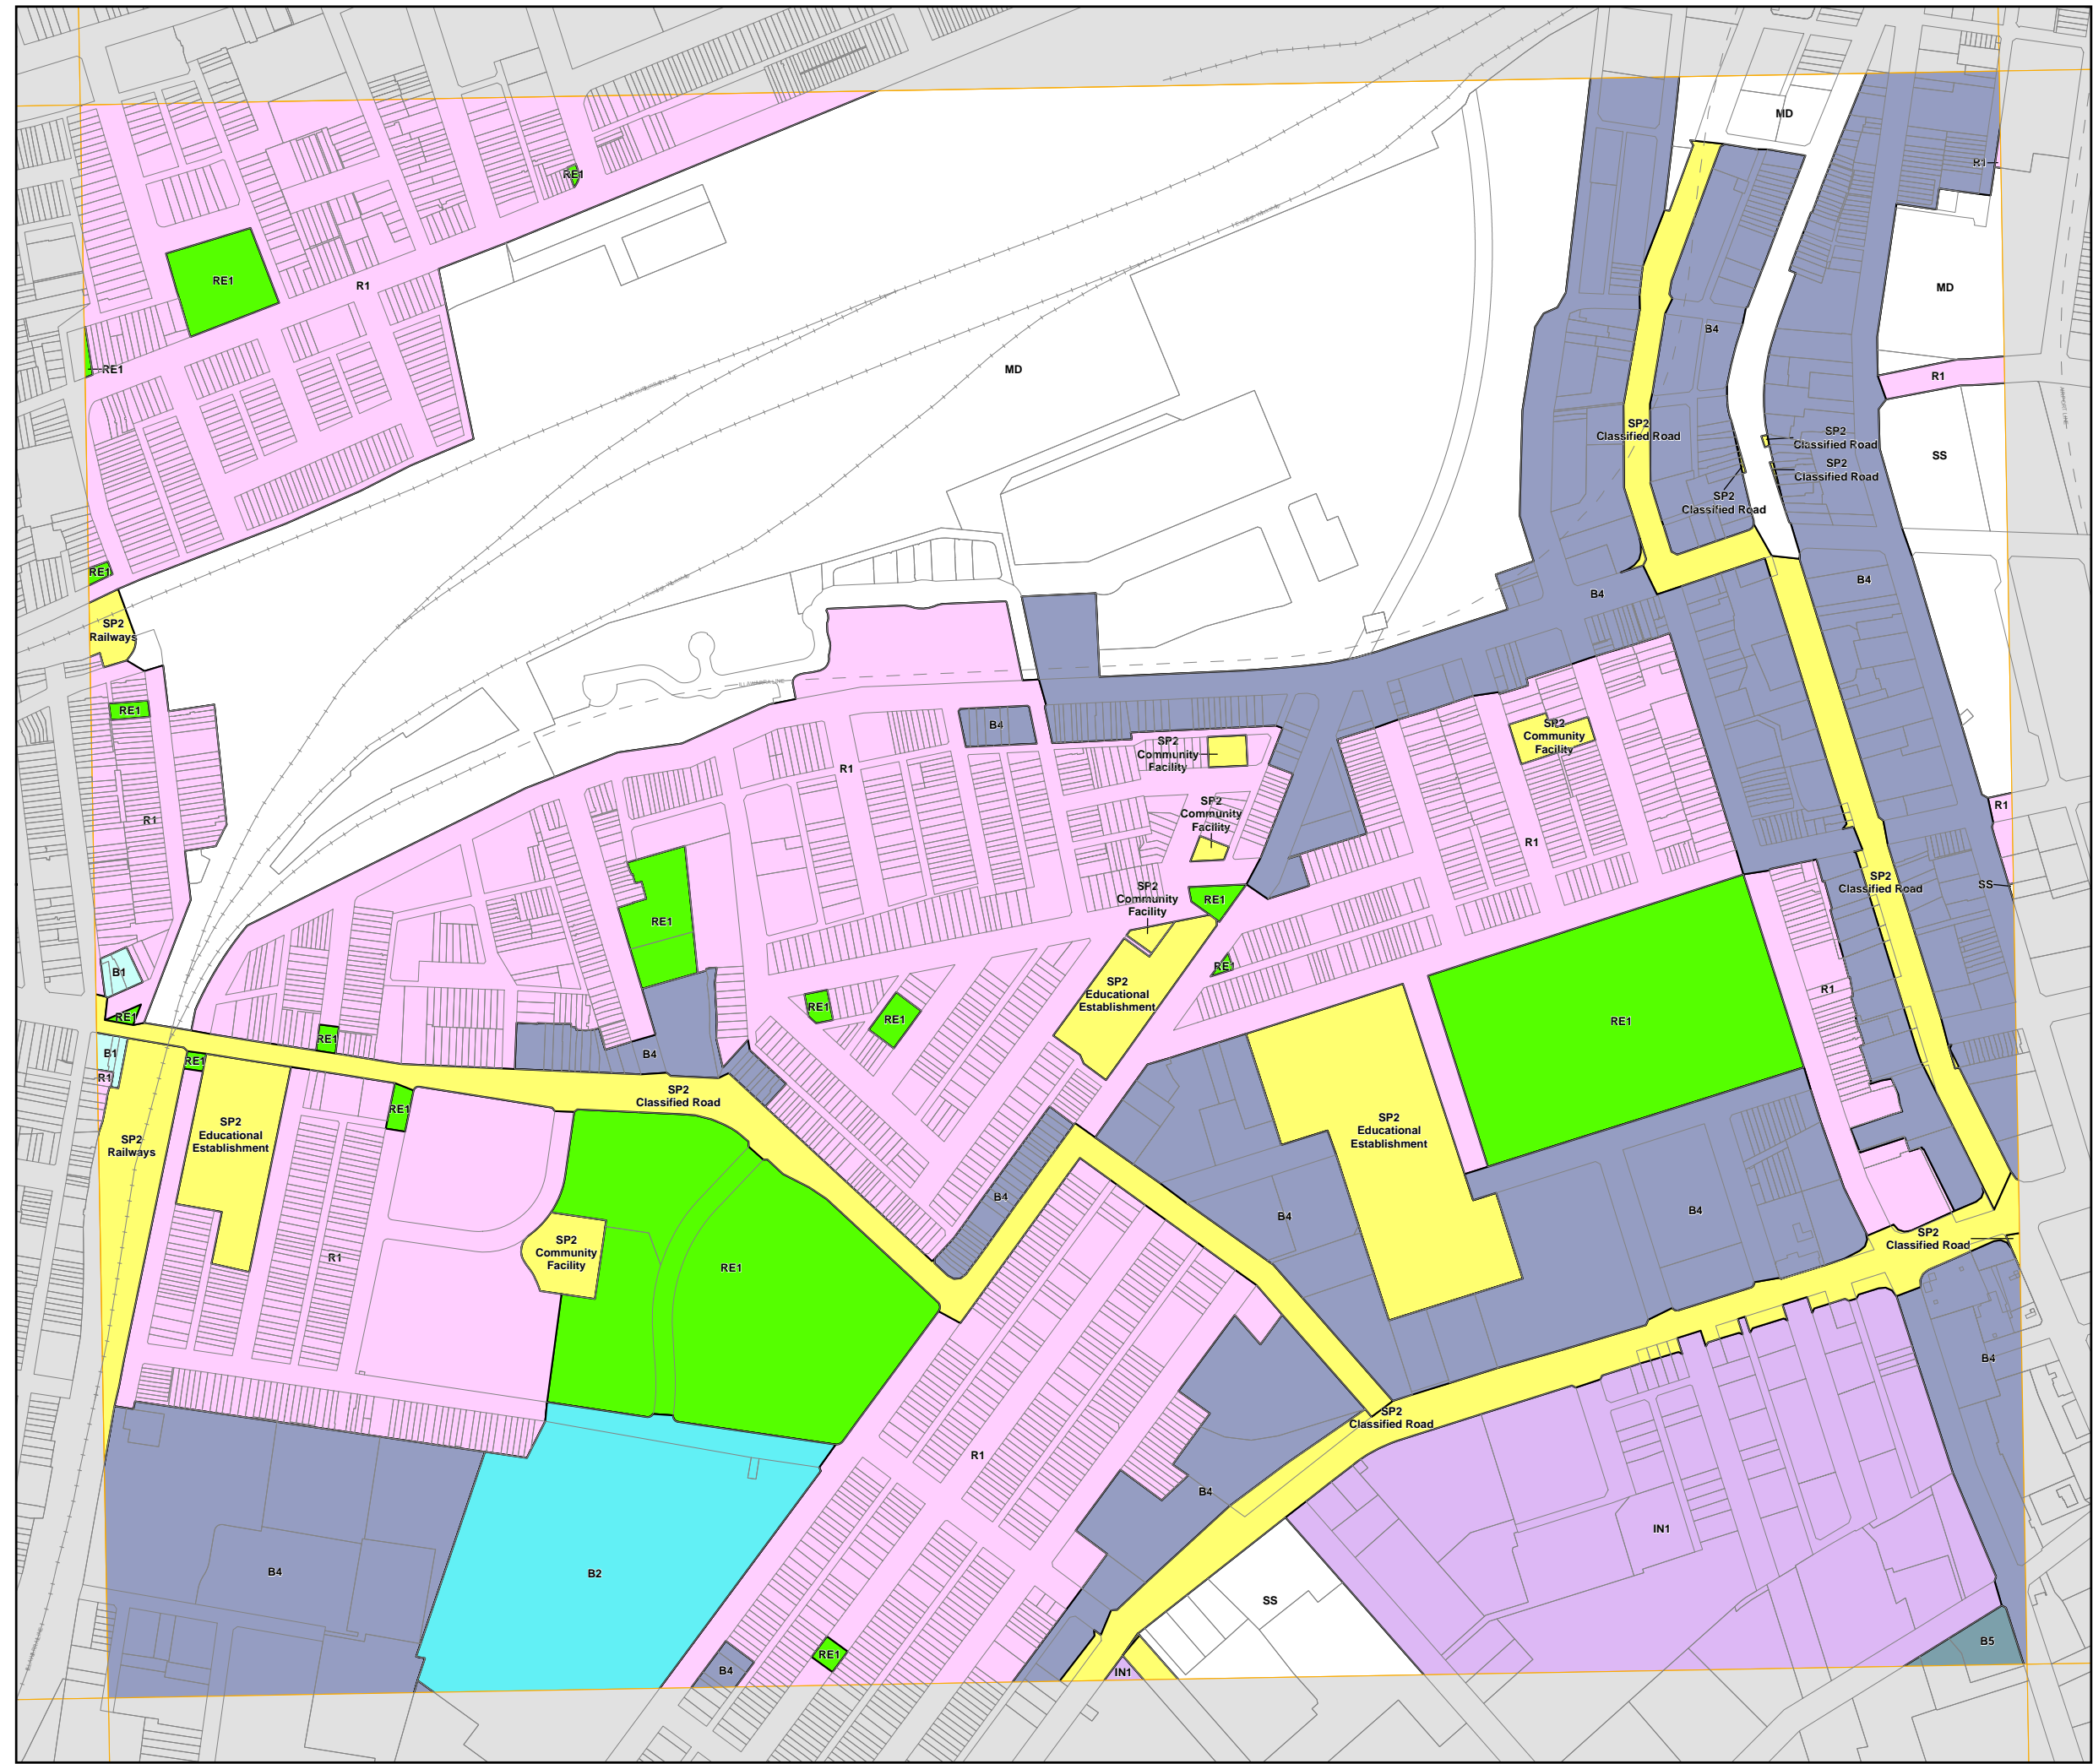 MD
R1
RE1
RE1
R1
MD
B4
RE1
MD
R1
SP2
Classified Road
SP2
Classified Road
SS
SP2
Classified Road
SP2
Classified Road
RE1
B4
B4
SP2
Railways
RE1
B4
SP2
Community
Facility
SP2
Community
Facility
R1
R1
SP2
Community
Facility
R1
R1
SP2
Classified Road
SS
SP2
Community
Facility
RE1
RE1
B1
RE1
SP2
Educational
Establishment
R1
RE1
RE1
RE1
RE1
RE1
B1
RE1
B4
R1
SP2
Classified Road
RE1
SP2
Educational
Establishment
SP2
Educational
Establishment
SP2
Railways
B4
B4
B4
SP2
Classified Road
SP2
Community
Facility
R1
RE1
B4
SP2
Classified Road
R1
B4
IN1
B4
B2
SS
B5
RE1
B4
IN1